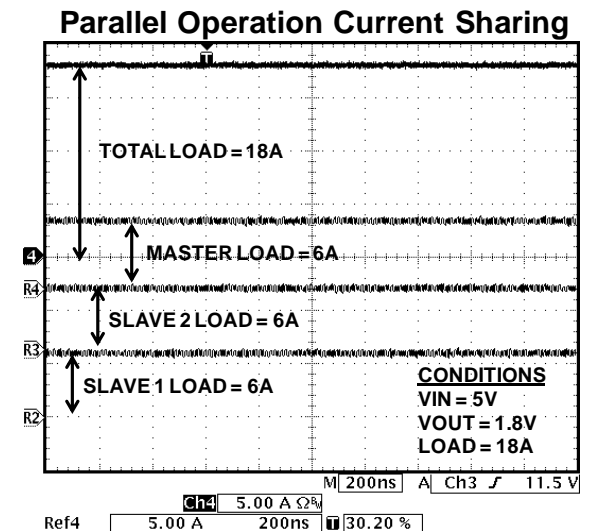 Parallel Operation Current Sharing
T
TOTAL LOAD = 18A
4
MASTER LOAD = 6A
R4
SLAVE 2 LOAD = 6A
R3
SLAVE 1 LOAD = 6A
R2
CONDITIONS
VIN = 5V
VOUT = 1.8V
LOAD = 18A
M 200ns A Ch3 11.5 V
Ch4 5.00 A Ω
Ref4 5.00 A 200ns T 30.20 %